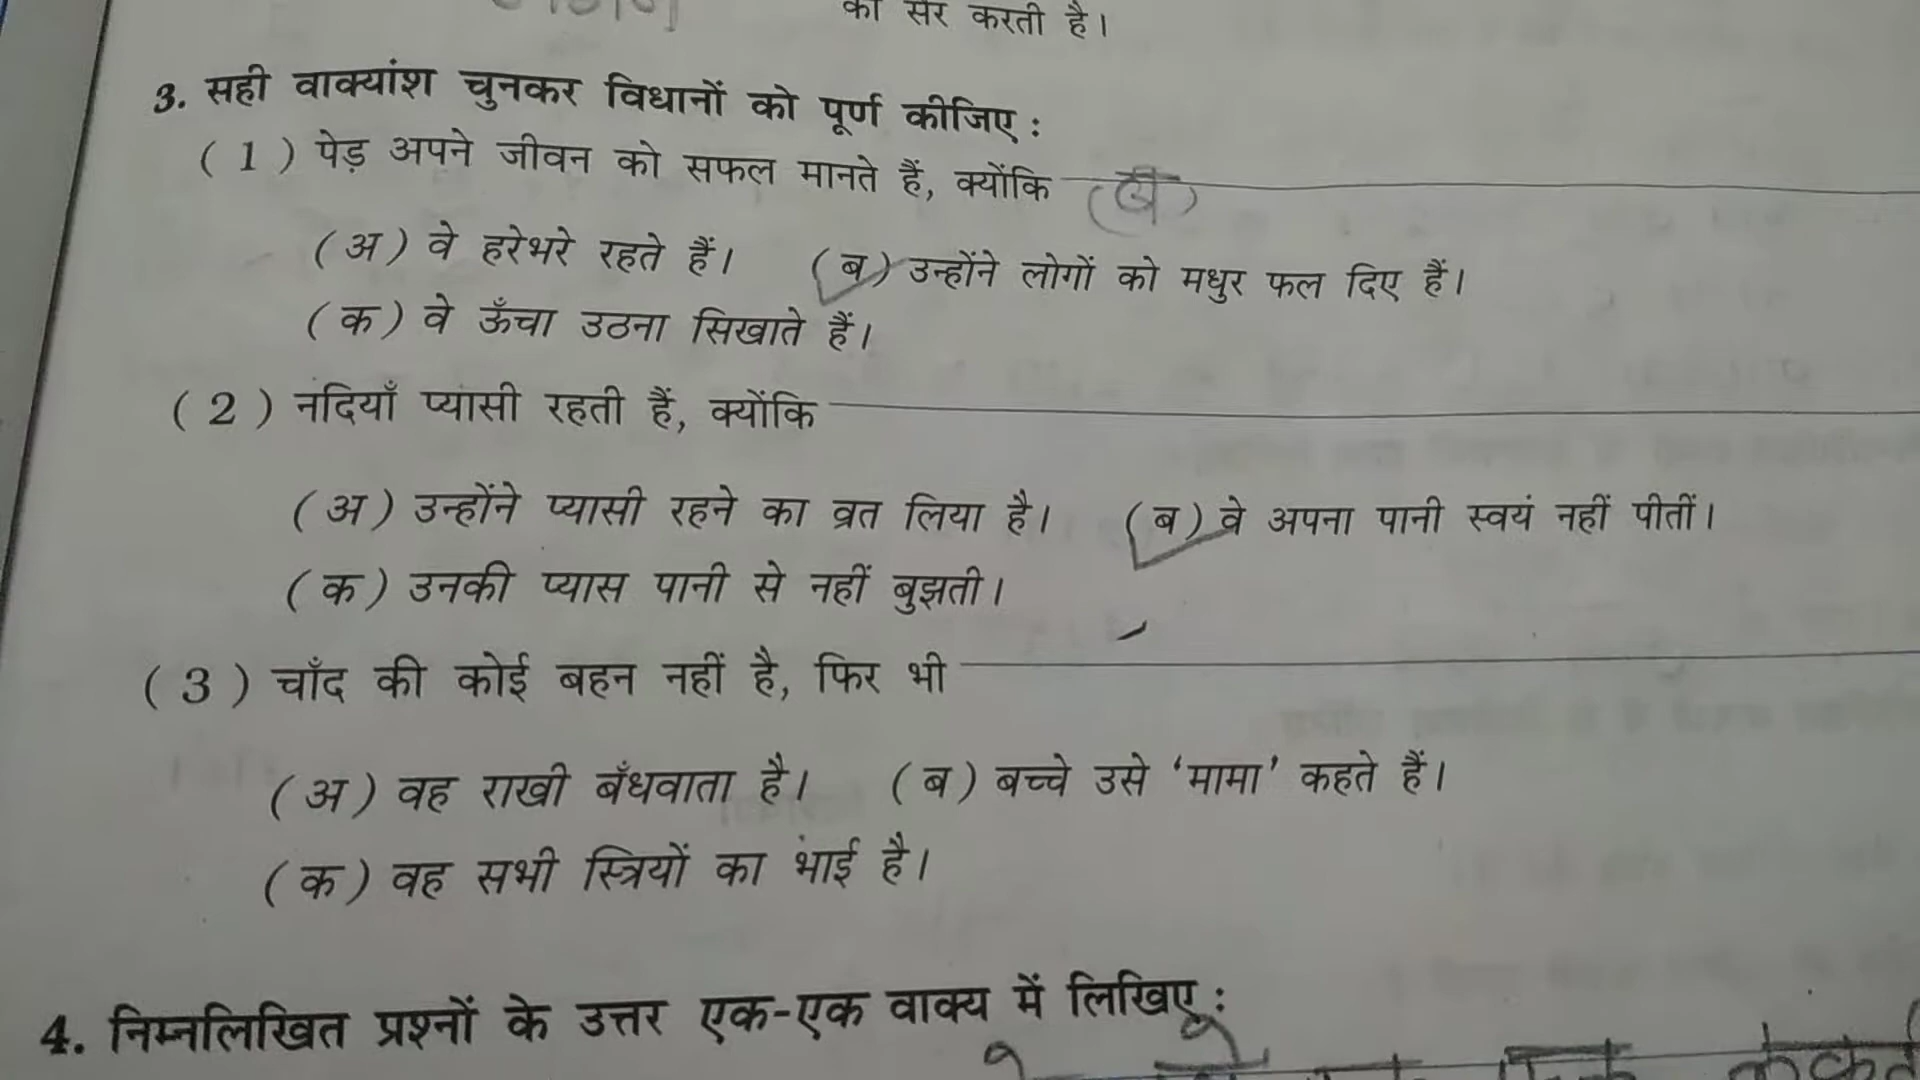 की सैर करती है।
3. सही वाक्यांश चुनकर विधानों को पूर्ण कीजिए :
( 1 ) पेड़ अपने जीवन को सफल मानते हैं, क्योंकि (ब)
( अ ) वे हरेभरे रहते हैं। ( ब ) उन्होंने लोगों को मधुर फल दिए हैं।
( क ) वे ऊँचा उठना सिखाते हैं।
( 2 ) नदियाँ प्यासी रहती हैं, क्योंकि
( अ ) उन्होंने प्यासी रहने का व्रत लिया है। ( ब ) वे अपना पानी स्वयं नहीं पीतीं।
( क ) उनकी प्यास पानी से नहीं बुझती।
( 3 ) चाँद की कोई बहन नहीं है, फिर भी
( अ ) वह राखी बँधवाता है। ( ब ) बच्चे उसे ‘मामा’ कहते हैं।
( क ) वह सभी स्त्रियों का भाई है।
4. निम्नलिखित प्रश्नों के उत्तर एक-एक वाक्य में लिखिए :